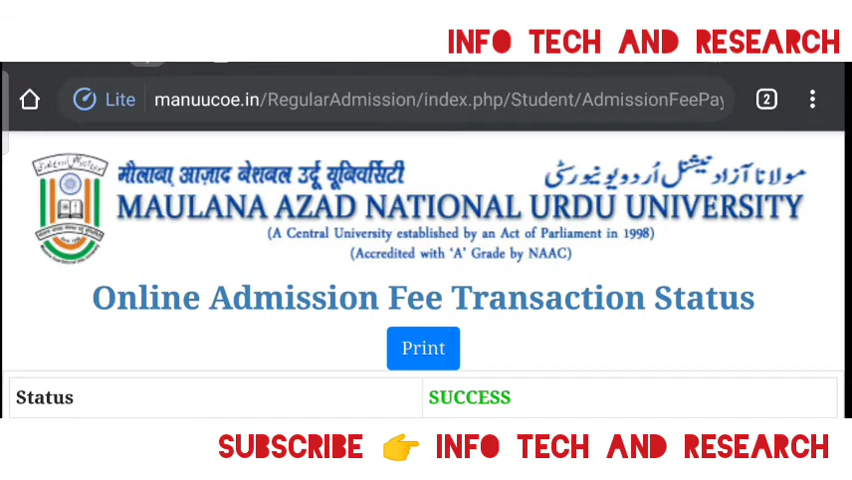 INFO TECH AND RESEARCH
Lite manuucoe.in/RegularAdmission/index.php/Student/AdmissionFeePay
2
मौलाना आज़ाद नेशनल उर्दू यूनिवर्सिटी
مولانا آزاد نیشنل اُردو یونیورسٹی
MAULANA AZAD NATIONAL URDU UNIVERSITY
(A Central University established by an Act of Parliament in 1998)
(Accredited with ‘A’ Grade by NAAC)
Online Admission Fee Transaction Status
Print
Status SUCCESS
SUBSCRIBE 👉 INFO TECH AND RESEARCH